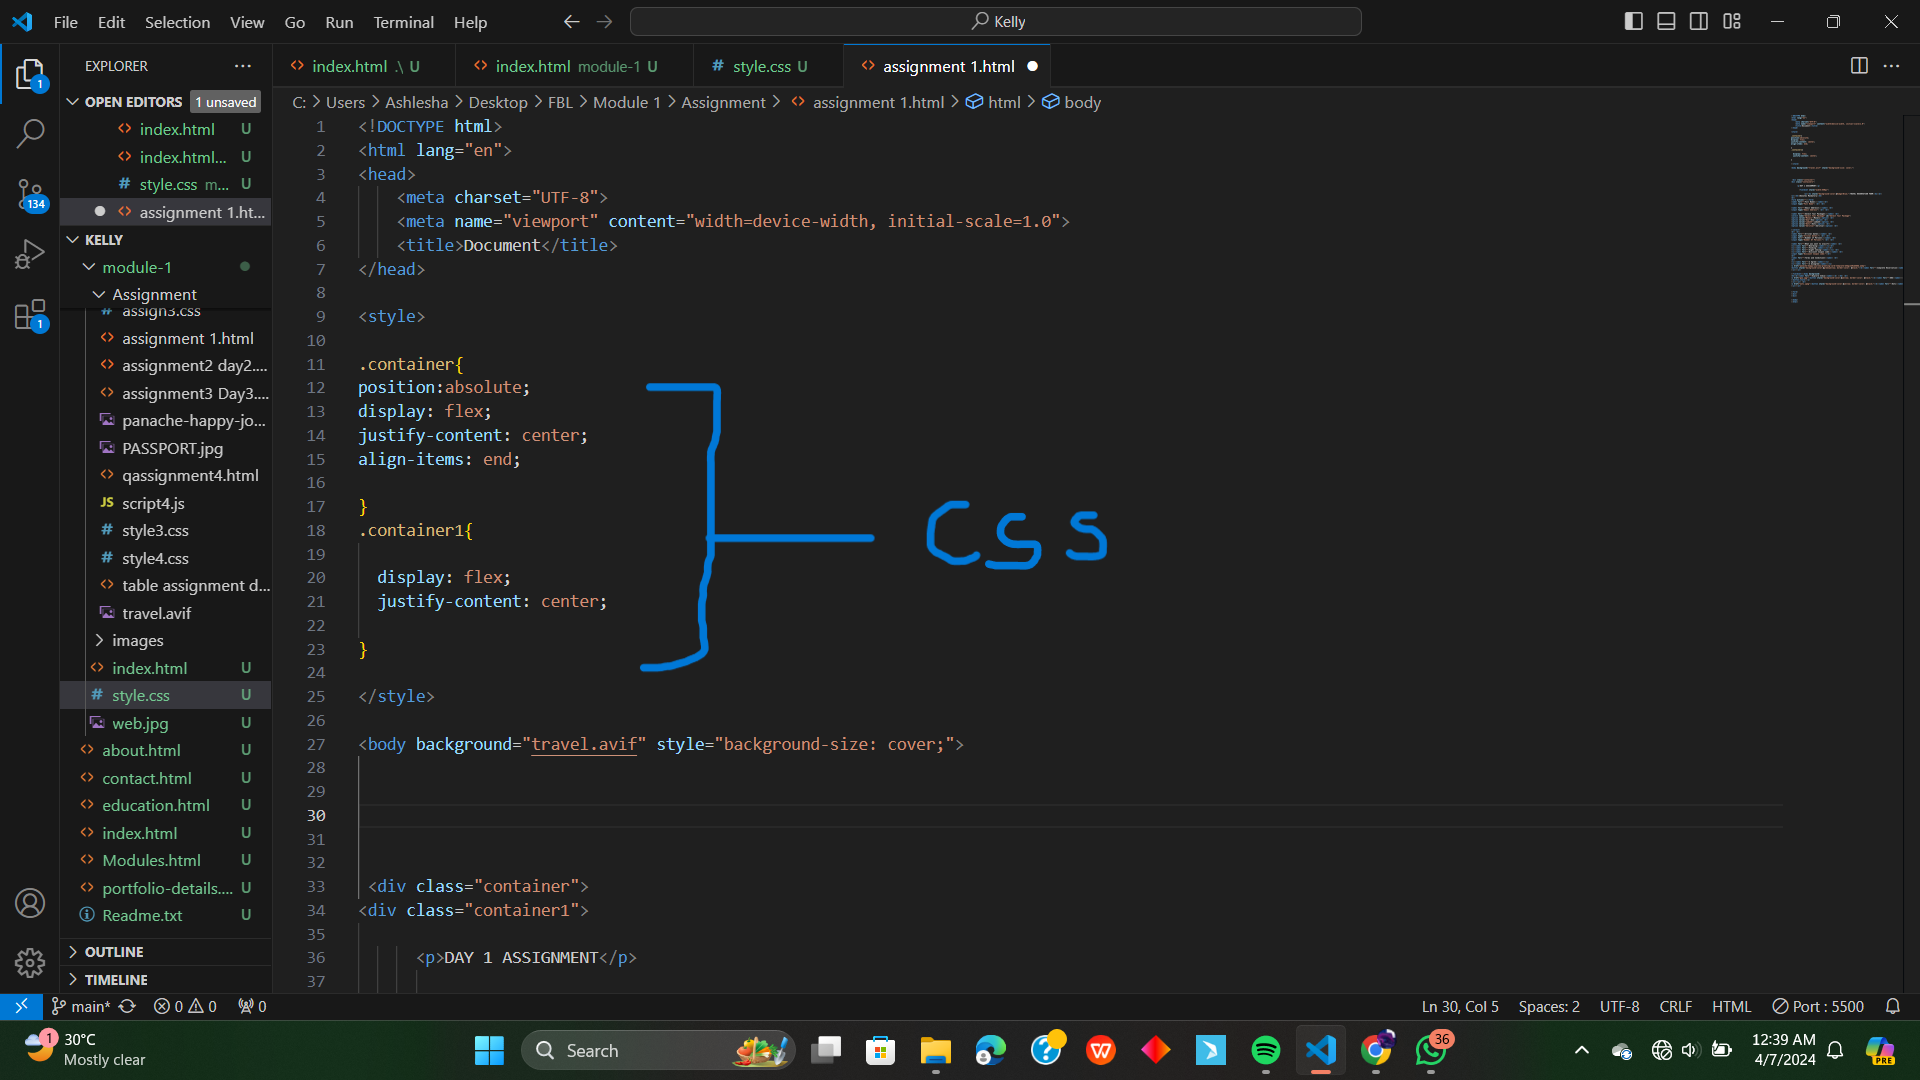 File Edit Selection View Go Run Terminal Help
Kelly
EXPLORER
OPEN EDITORS 1 unsaved
index.html U
index.html... U
style.css m... U
assignment 1.ht...
KELLY
module-1
Assignment
assign3.css
assignment 1.html
assignment2 day2....
assignment3 Day3....
panache-happy-jo...
PASSPORT.jpg
qassignment4.html
JS script4.js
style3.css
style4.css
table assignment d...
travel.avif
images
index.html U
style.css U
web.jpg U
about.html U
contact.html U
education.html U
index.html U
Modules.html U
portfolio-details.... U
Readme.txt U
OUTLINE
TIMELINE
1
134
1
index.html .\ U
index.html module-1 U
# style.css U
assignment 1.html
C: > Users > Ashlesha > Desktop > FBL > Module 1 > Assignment > assignment 1.html > html > body
1 <!DOCTYPE html>
2 <html lang="en">
3 <head>
4 <meta charset="UTF-8">
5 <meta name="viewport" content="width=device-width, initial-scale=1.0">
6 <title>Document</title>
7 </head>
8
9 <style>
10
11 .container{
12 position:absolute;
13 display: flex;
14 justify-content: center;
15 align-items: end;
16
17 }
18 .container1{
19
20 display: flex;
21 justify-content: center;
22
23 }
24
25 </style>
26
27 <body background="travel.avif" style="background-size: cover;">
28
29
30
31
32
33 <div class="container">
34 <div class="container1">
35
36 <p>DAY 1 ASSIGNMENT</p>
37
CSS
main* 0 0 0
Ln 30, Col 5 Spaces: 2 UTF-8 CRLF HTML Port : 5500
1
30°C
Mostly clear
Search
36
12:39 AM
4/7/2024
PRE